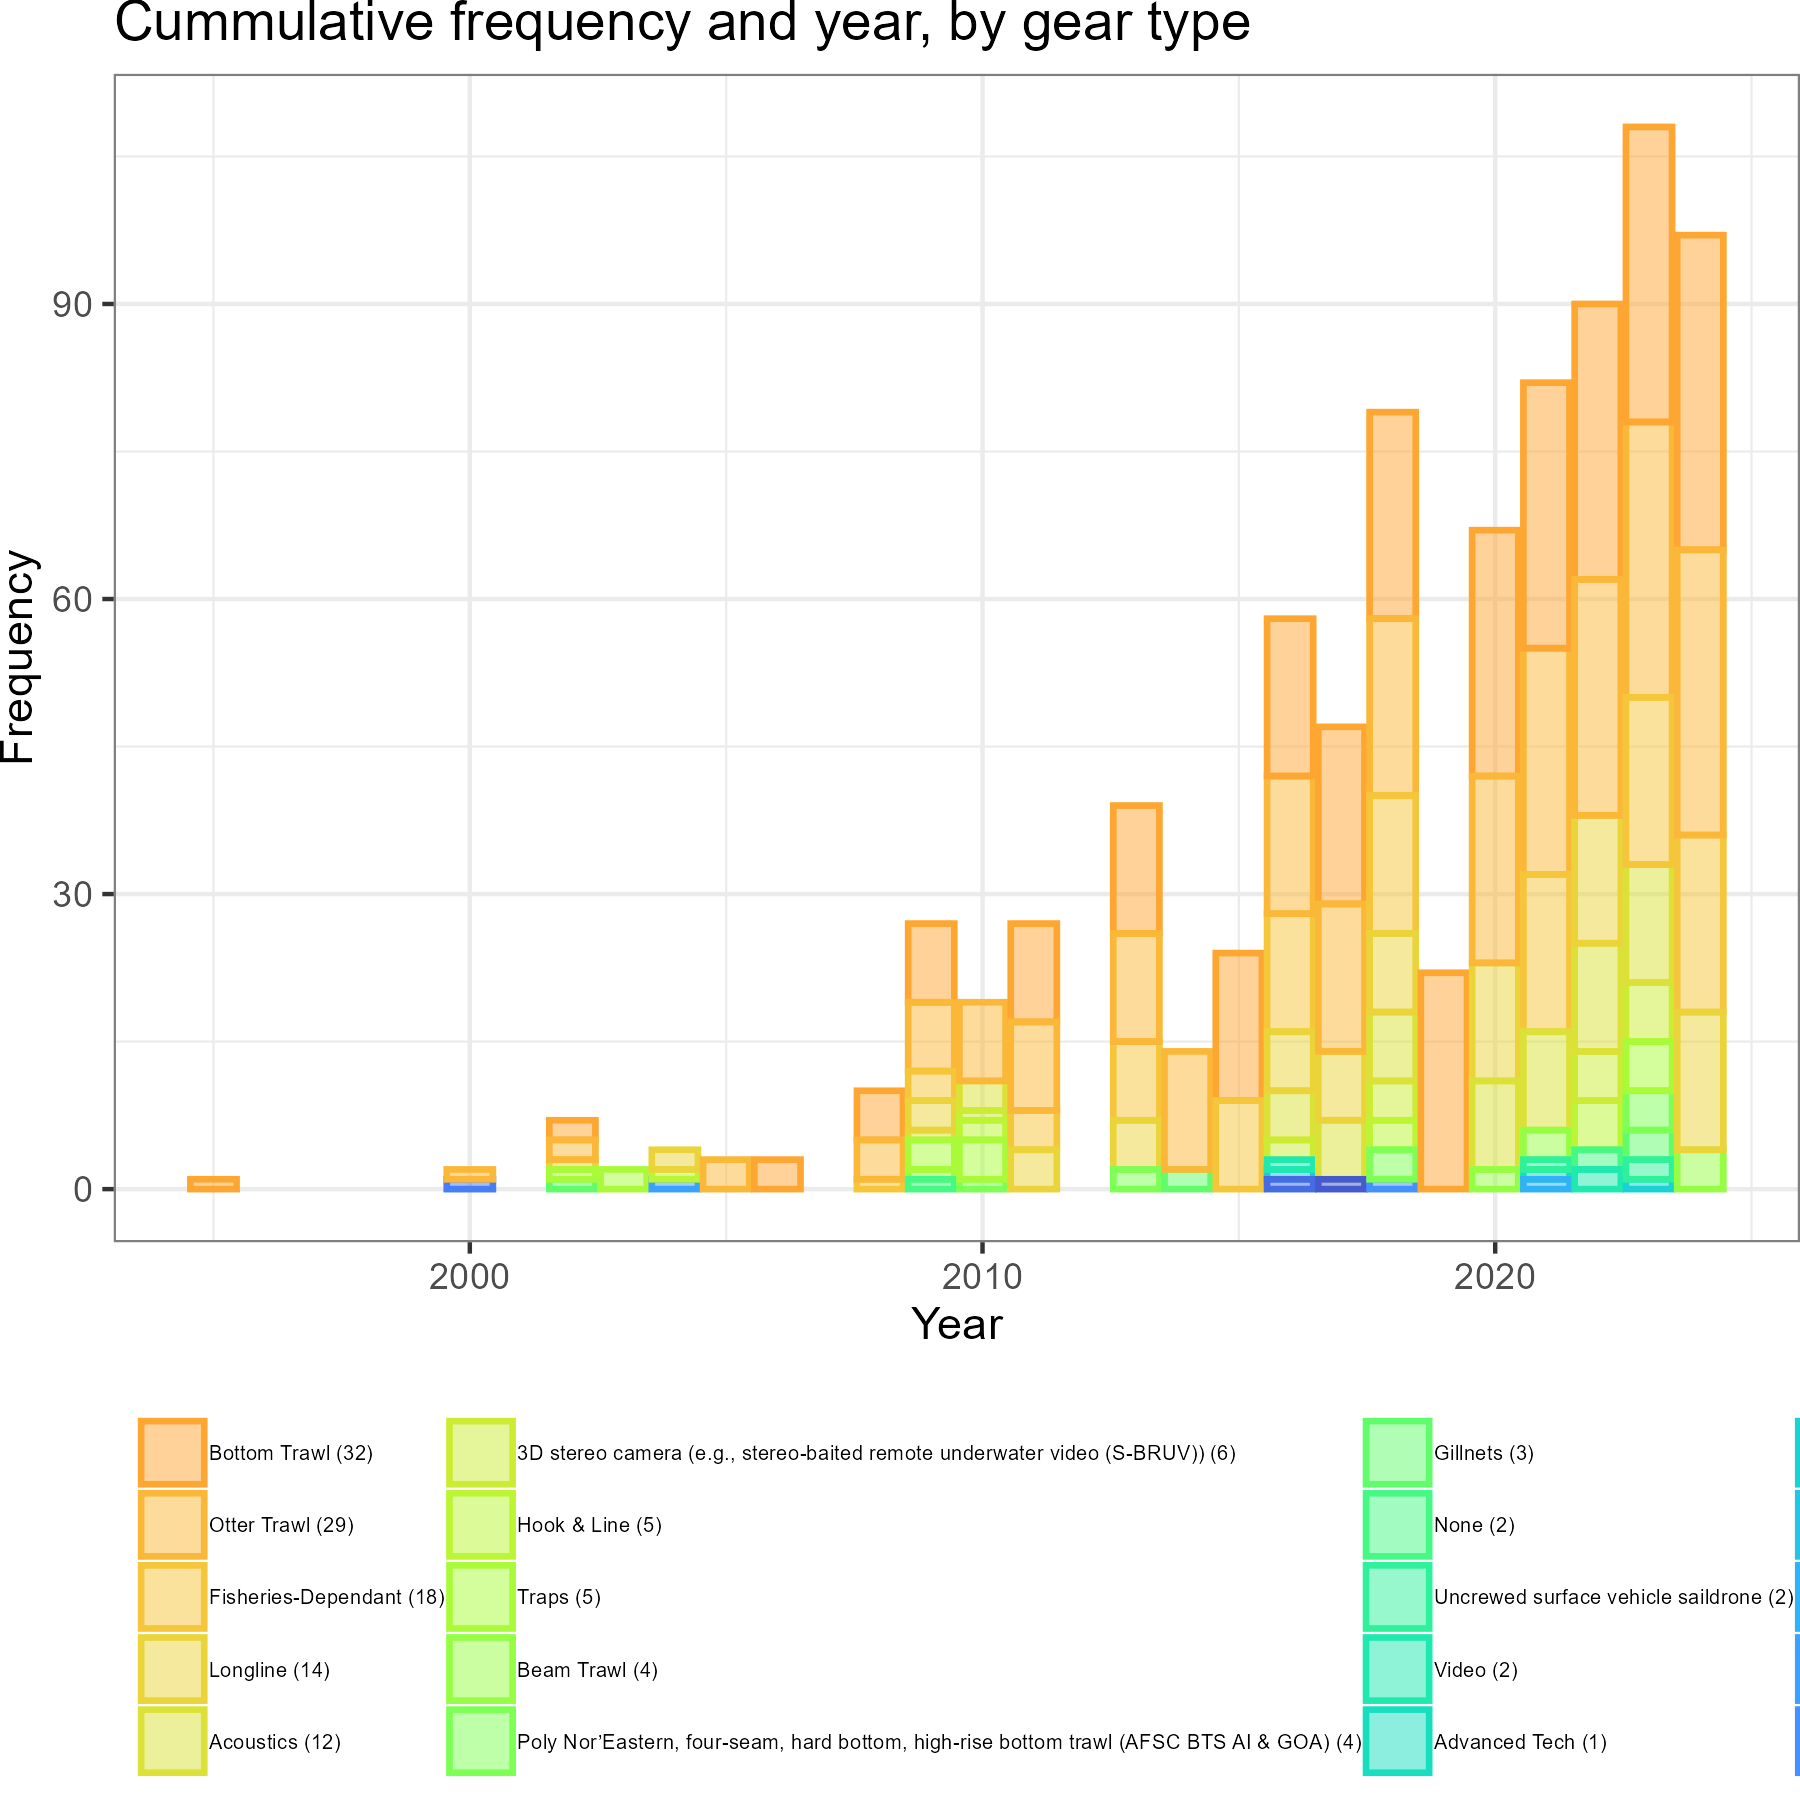 Cummulative frequency and year, by gear type
Frequency
90
60
30
0
2000 2010 2020
Year
Bottom Trawl (32)
Otter Trawl (29)
Fisheries-Dependant (18)
Longline (14)
Acoustics (12)
3D stereo camera (e.g., stereo-baited remote underwater video (S-BRUV)) (6)
Hook & Line (5)
Traps (5)
Beam Trawl (4)
Poly Nor’Eastern, four-seam, hard bottom, high-rise bottom trawl (AFSC BTS AI & GOA) (4)
Gillnets (3)
None (2)
Uncrewed surface vehicle saildrone (2)
Video (2)
Advanced Tech (1)